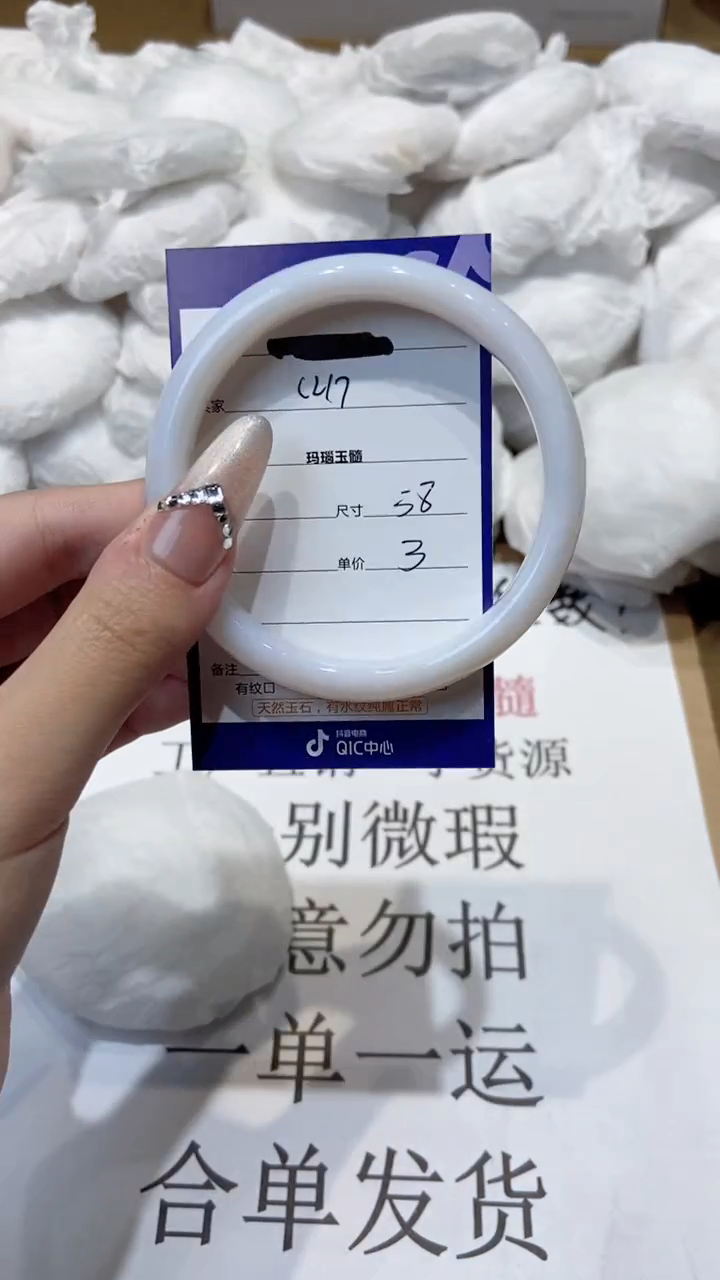 家 CL17
玛瑙玉髓
尺寸 58
单价 3
备注
有纹口
天然玉石，有水纹纯属正常
抖音电商
QIC中心
髓
货源
别微瑕
意勿拍
一单一运
合单发货